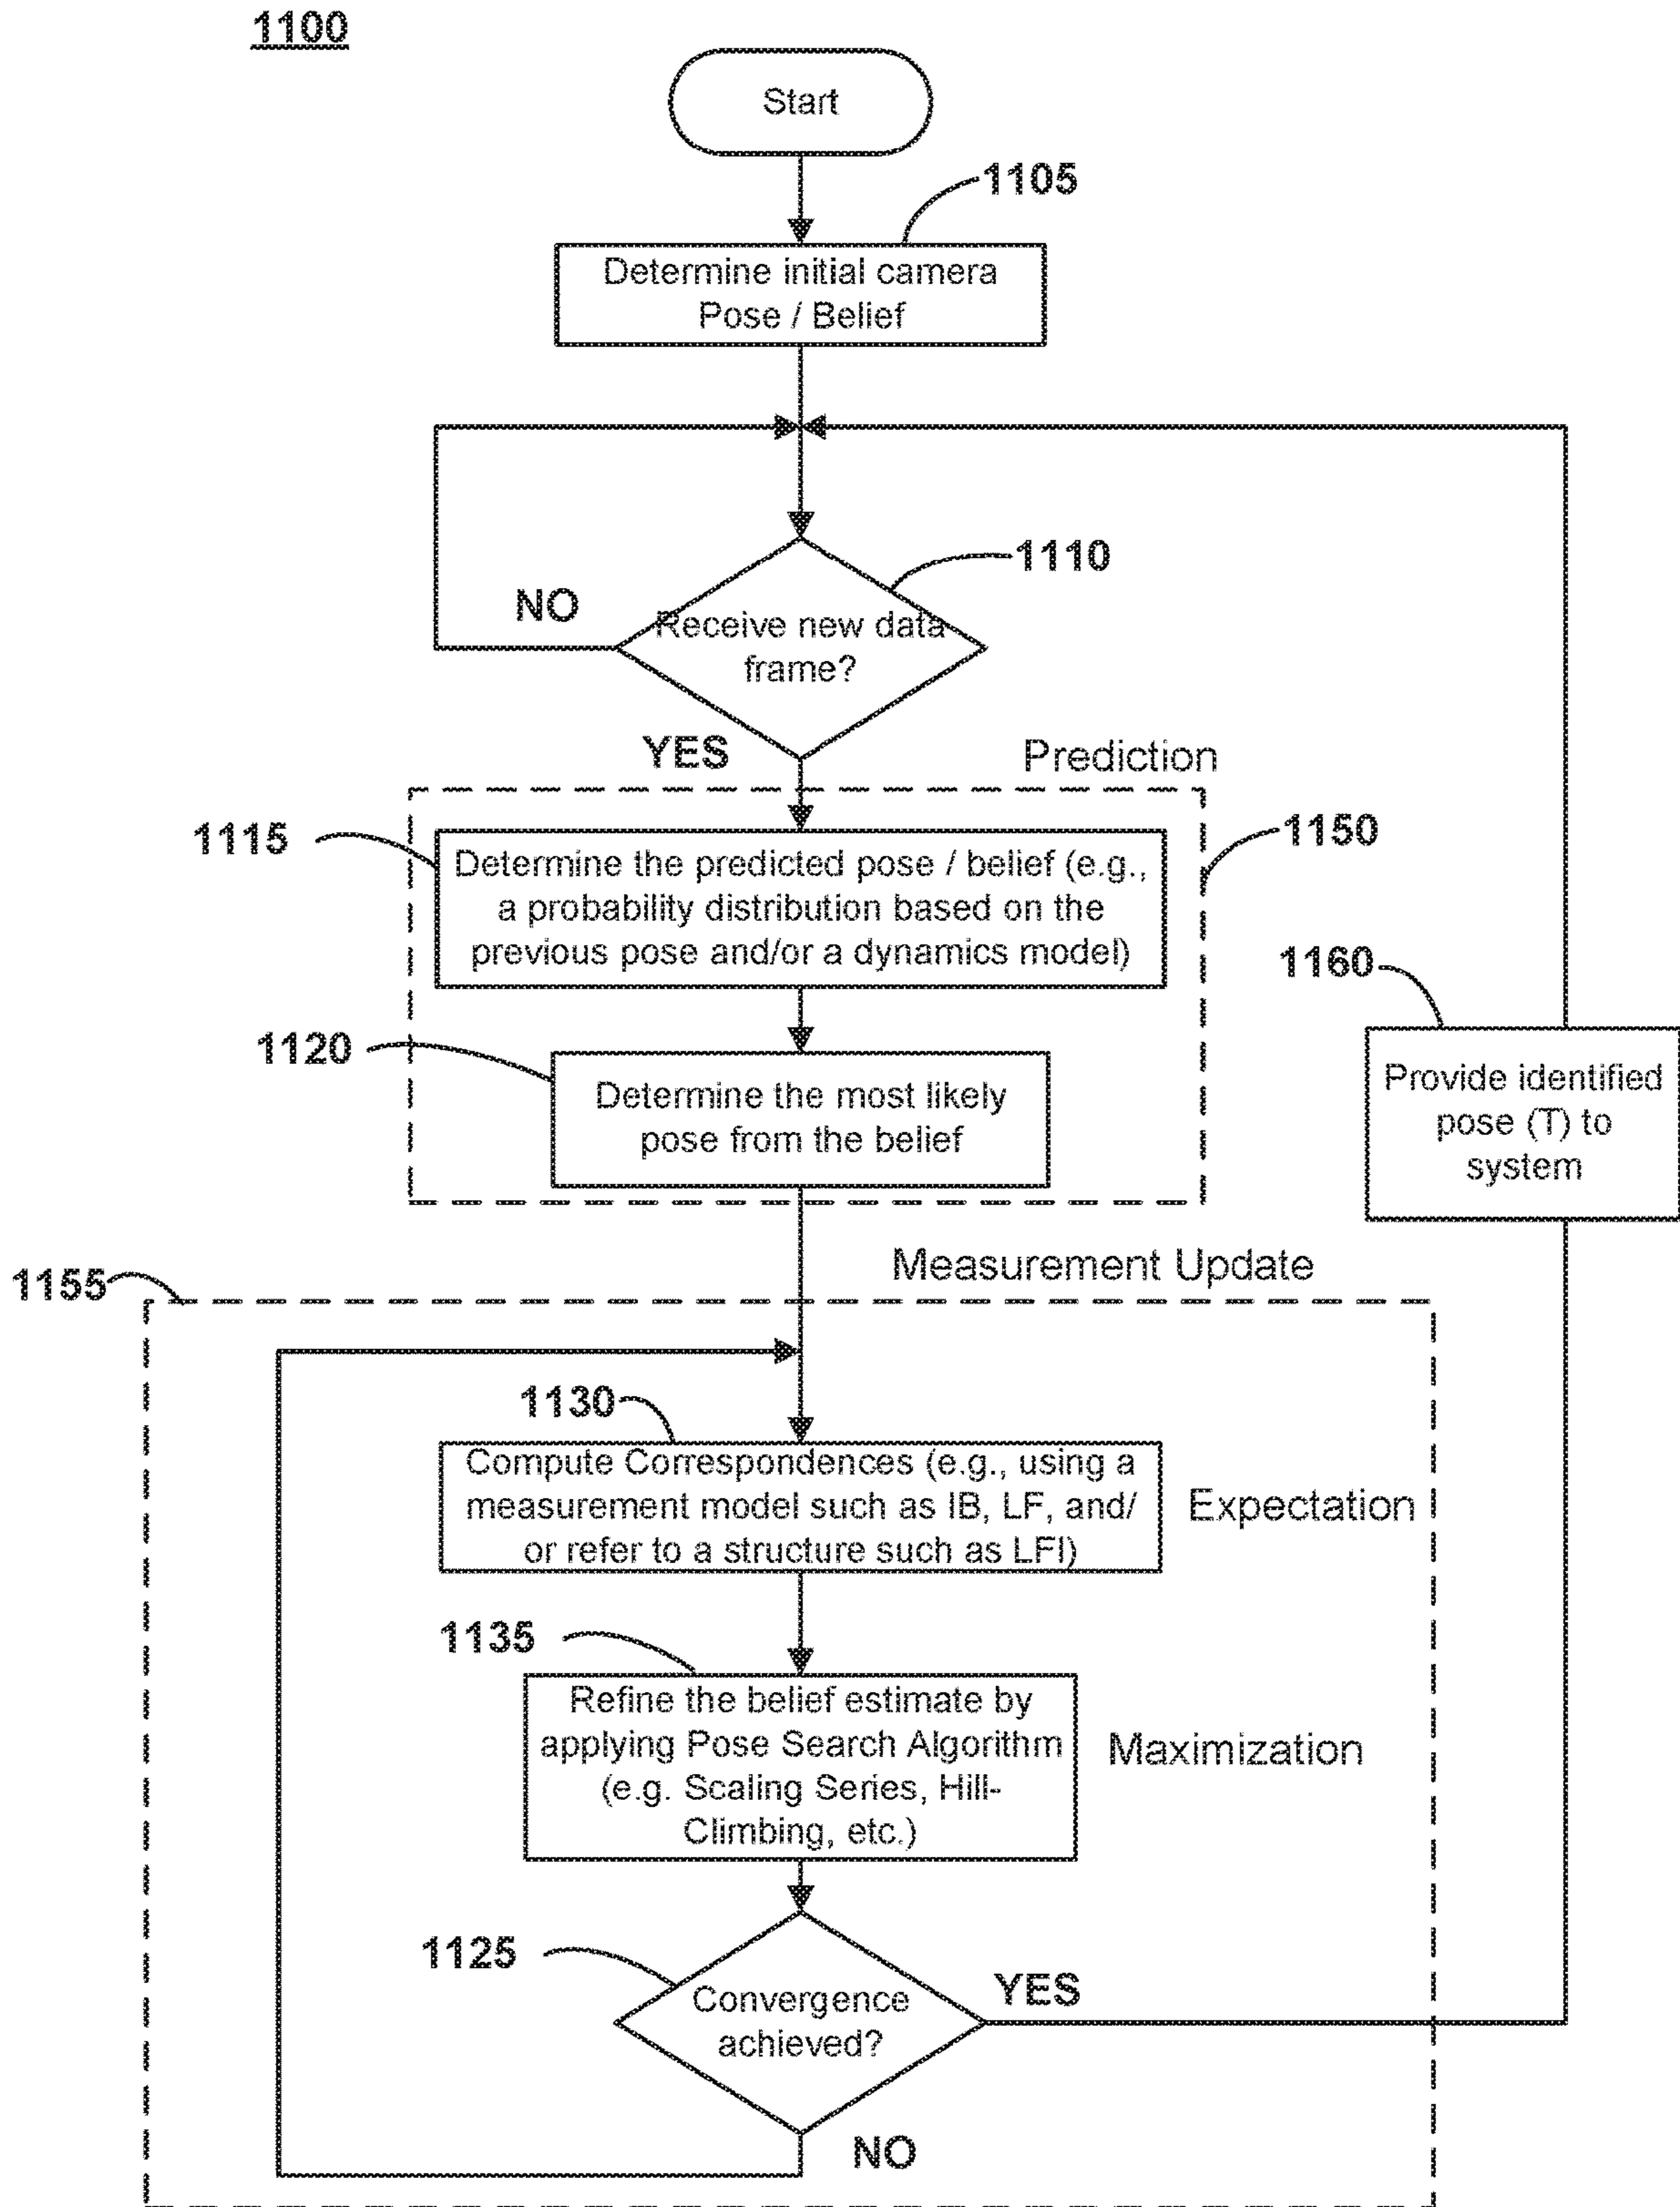 1100
Start
1105
Determine initial camera
Pose / Belief
1110
NO
Receive new data
frame?
YES
Prediction
1115
1150
Determine the predicted pose / belief (e.g.,
a probability distribution based on the
previous pose and/or a dynamics model)
1160
1120
Determine the most likely
pose from the belief
Provide identified
pose (T) to
system
Measurement Update
1155
1130
Compute Correspondences (e.g., using a
measurement model such as IB, LF, and/
or refer to a structure such as LFI)
Expectation
1135
Refine the belief estimate by
applying Pose Search Algorithm
(e.g. Scaling Series, Hill-
Climbing, etc.)
Maximization
1125
Convergence
achieved?
YES
NO